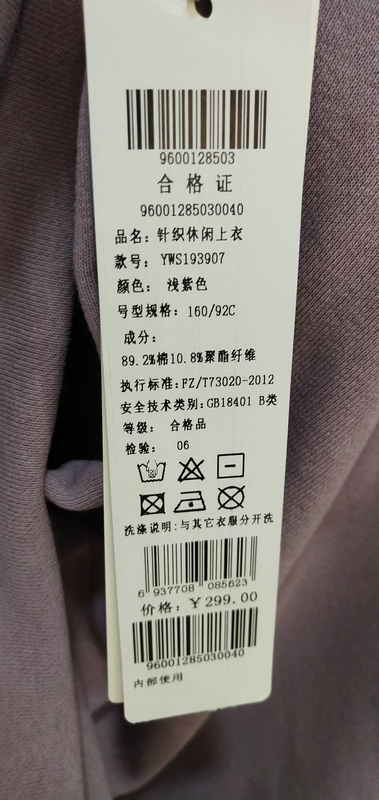 9600128503
合格证
96001285030040
品名：针织休闲上衣
款号：YWS193907
颜色：浅紫色
号型规格：160/92C
成分：
89.2%棉10.8%聚酯纤维
执行标准:FZ/T73020-2012
安全技术类别:GB18401 B类
等级：合格品
检验：06
洗涤说明:与其它衣服分开洗
6 937708 085623
价格：￥299.00
96001285030040
内部使用